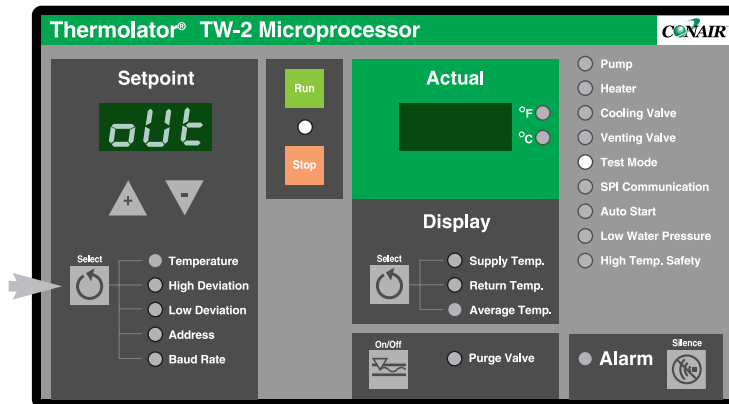 Thermolator® TW-2 Microprocessor
CONAIR
Setpoint
oUt
Select
Temperature
High Deviation
Low Deviation
Address
Baud Rate
Run
Stop
Actual
°F
°C
Display
Select
Supply Temp.
Return Temp.
Average Temp.
On/Off
Purge Valve
Pump
Heater
Cooling Valve
Venting Valve
Test Mode
SPI Communication
Auto Start
Low Water Pressure
High Temp. Safety
Alarm
Silence